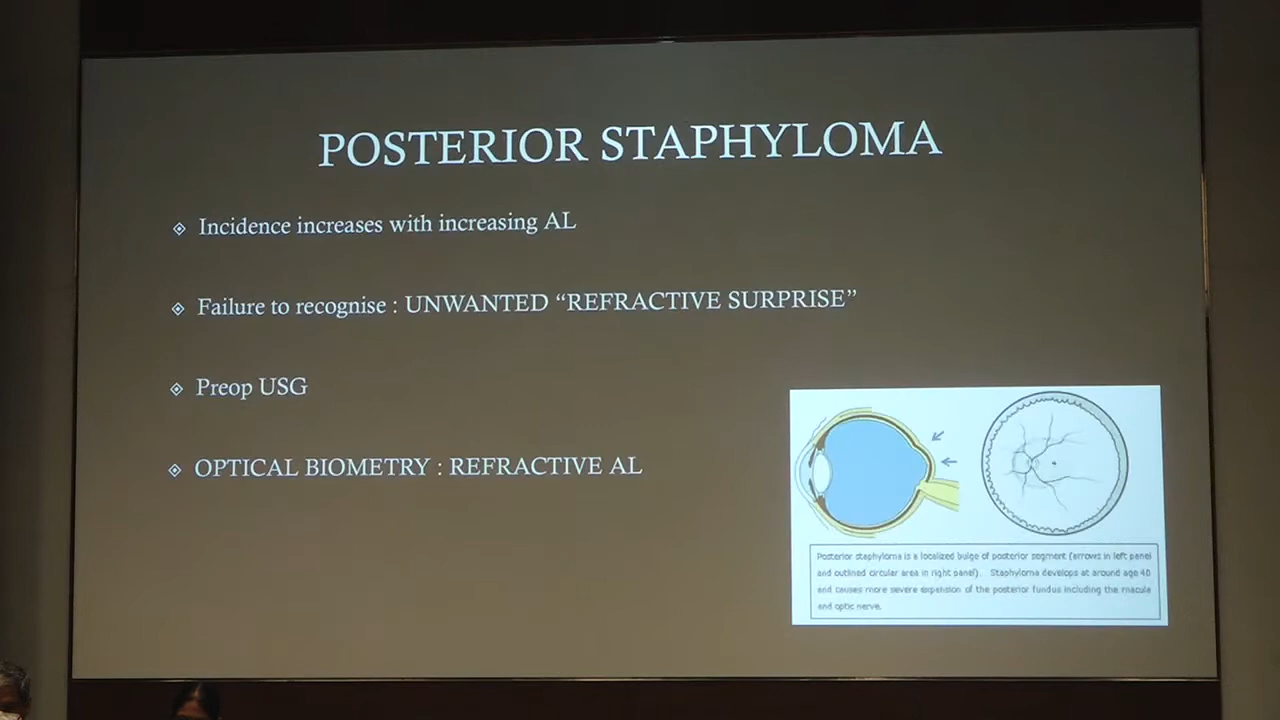 POSTERIOR STAPHYLOMA
Incidence increases with increasing AL
Failure to recognise : UNWANTED “REFRACTIVE SURPRISE”
Preop USG
OPTICAL BIOMETRY : REFRACTIVE AL
Posterior staphyloma is a localized bulge of posterior segment (arrows in left panel
and outlined circular area in right panel). Staphyloma develops at around age 40
and causes more severe expansion of the posterior fundus including the macula
and optic nerve.